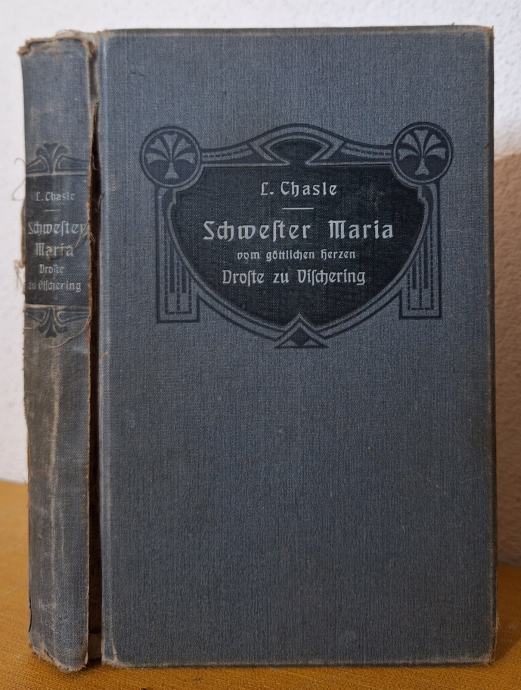 L. Chasle
Schweſter
Maria
Droſte
zu Viſchering
L. Chasle
Schweſter Maria
vom göttlichen Herzen
Droſte zu Viſchering